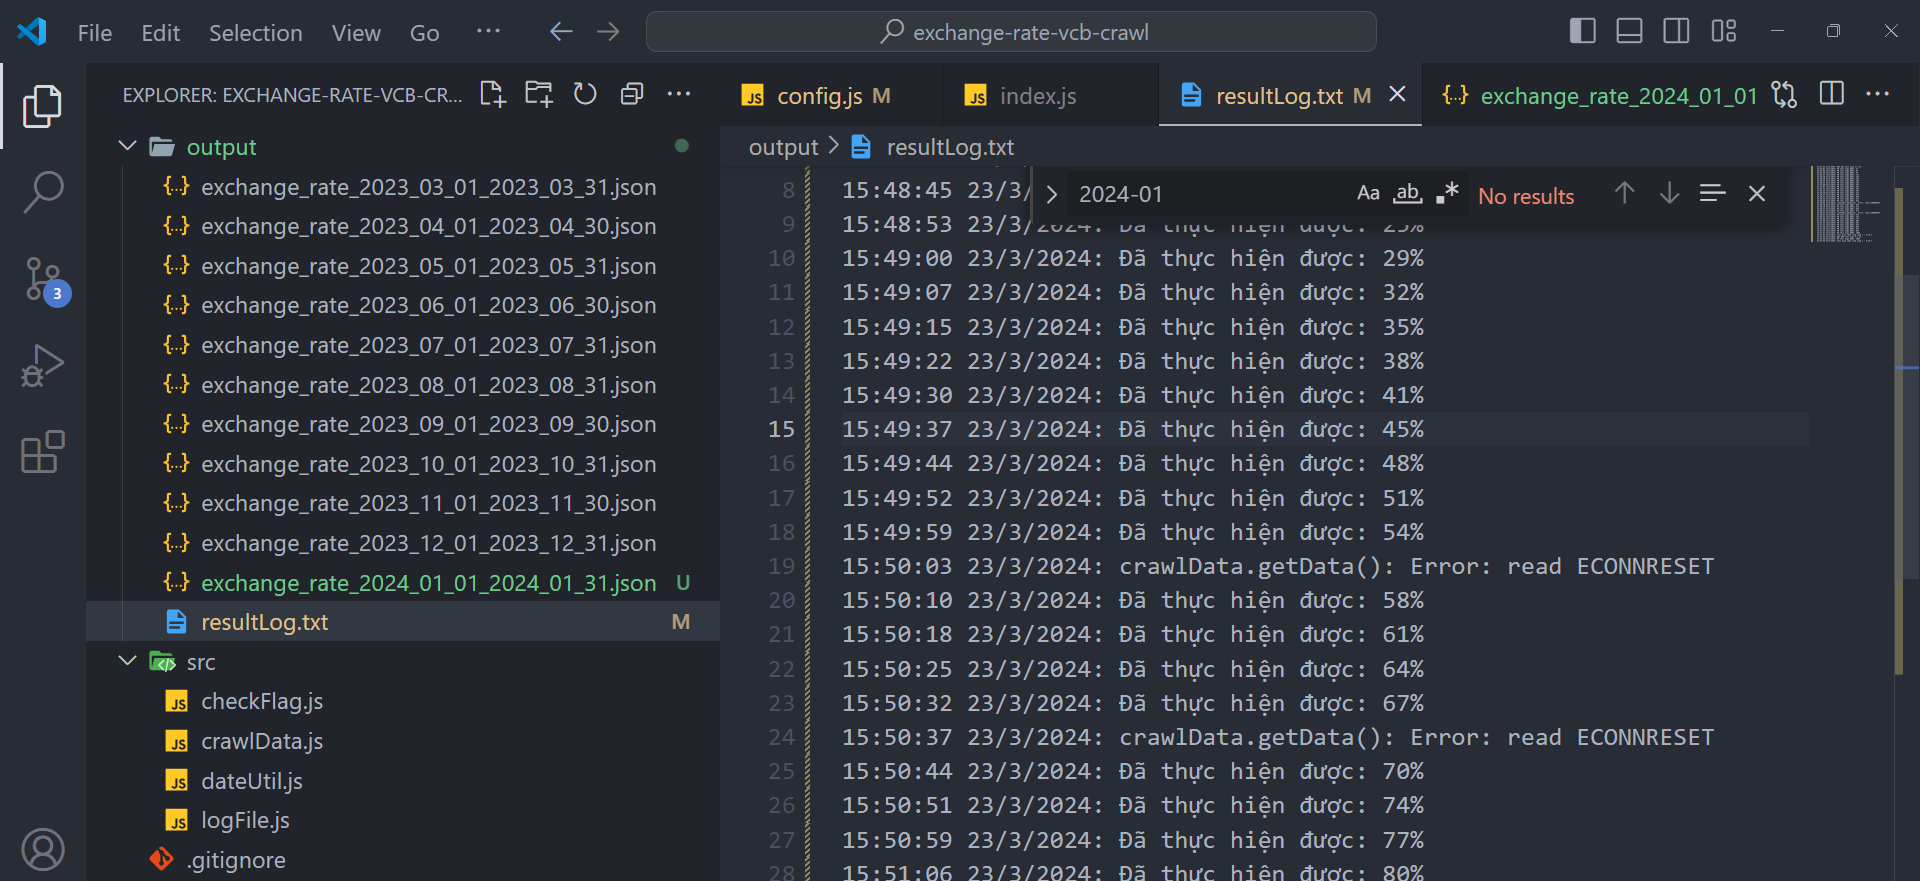 File Edit Selection View Go ...
exchange-rate-vcb-crawl
EXPLORER: EXCHANGE-RATE-VCB-CR...
output
{..} exchange_rate_2023_03_01_2023_03_31.json
{..} exchange_rate_2023_04_01_2023_04_30.json
{..} exchange_rate_2023_05_01_2023_05_31.json
{..} exchange_rate_2023_06_01_2023_06_30.json
{..} exchange_rate_2023_07_01_2023_07_31.json
{..} exchange_rate_2023_08_01_2023_08_31.json
{..} exchange_rate_2023_09_01_2023_09_30.json
{..} exchange_rate_2023_10_01_2023_10_31.json
{..} exchange_rate_2023_11_01_2023_11_30.json
{..} exchange_rate_2023_12_01_2023_12_31.json
{..} exchange_rate_2024_01_01_2024_01_31.json U
resultLog.txt M
src
JS checkFlag.js
JS crawlData.js
JS dateUtil.js
JS logFile.js
.gitignore
3
JS config.js M
JS index.js
resultLog.txt M
{..} exchange_rate_2024_01_01
output > resultLog.txt
2024-01 Aa ab .* No results
8 15:48:45 23/3/
9 15:48:53 23/3/2024: Đã thực hiện được: 25%
10 15:49:00 23/3/2024: Đã thực hiện được: 29%
11 15:49:07 23/3/2024: Đã thực hiện được: 32%
12 15:49:15 23/3/2024: Đã thực hiện được: 35%
13 15:49:22 23/3/2024: Đã thực hiện được: 38%
14 15:49:30 23/3/2024: Đã thực hiện được: 41%
15 15:49:37 23/3/2024: Đã thực hiện được: 45%
16 15:49:44 23/3/2024: Đã thực hiện được: 48%
17 15:49:52 23/3/2024: Đã thực hiện được: 51%
18 15:49:59 23/3/2024: Đã thực hiện được: 54%
19 15:50:03 23/3/2024: crawlData.getData(): Error: read ECONNRESET
20 15:50:10 23/3/2024: Đã thực hiện được: 58%
21 15:50:18 23/3/2024: Đã thực hiện được: 61%
22 15:50:25 23/3/2024: Đã thực hiện được: 64%
23 15:50:32 23/3/2024: Đã thực hiện được: 67%
24 15:50:37 23/3/2024: crawlData.getData(): Error: read ECONNRESET
25 15:50:44 23/3/2024: Đã thực hiện được: 70%
26 15:50:51 23/3/2024: Đã thực hiện được: 74%
27 15:50:59 23/3/2024: Đã thực hiện được: 77%
28 15:51:06 23/3/2024: Đã thực hiện được: 80%